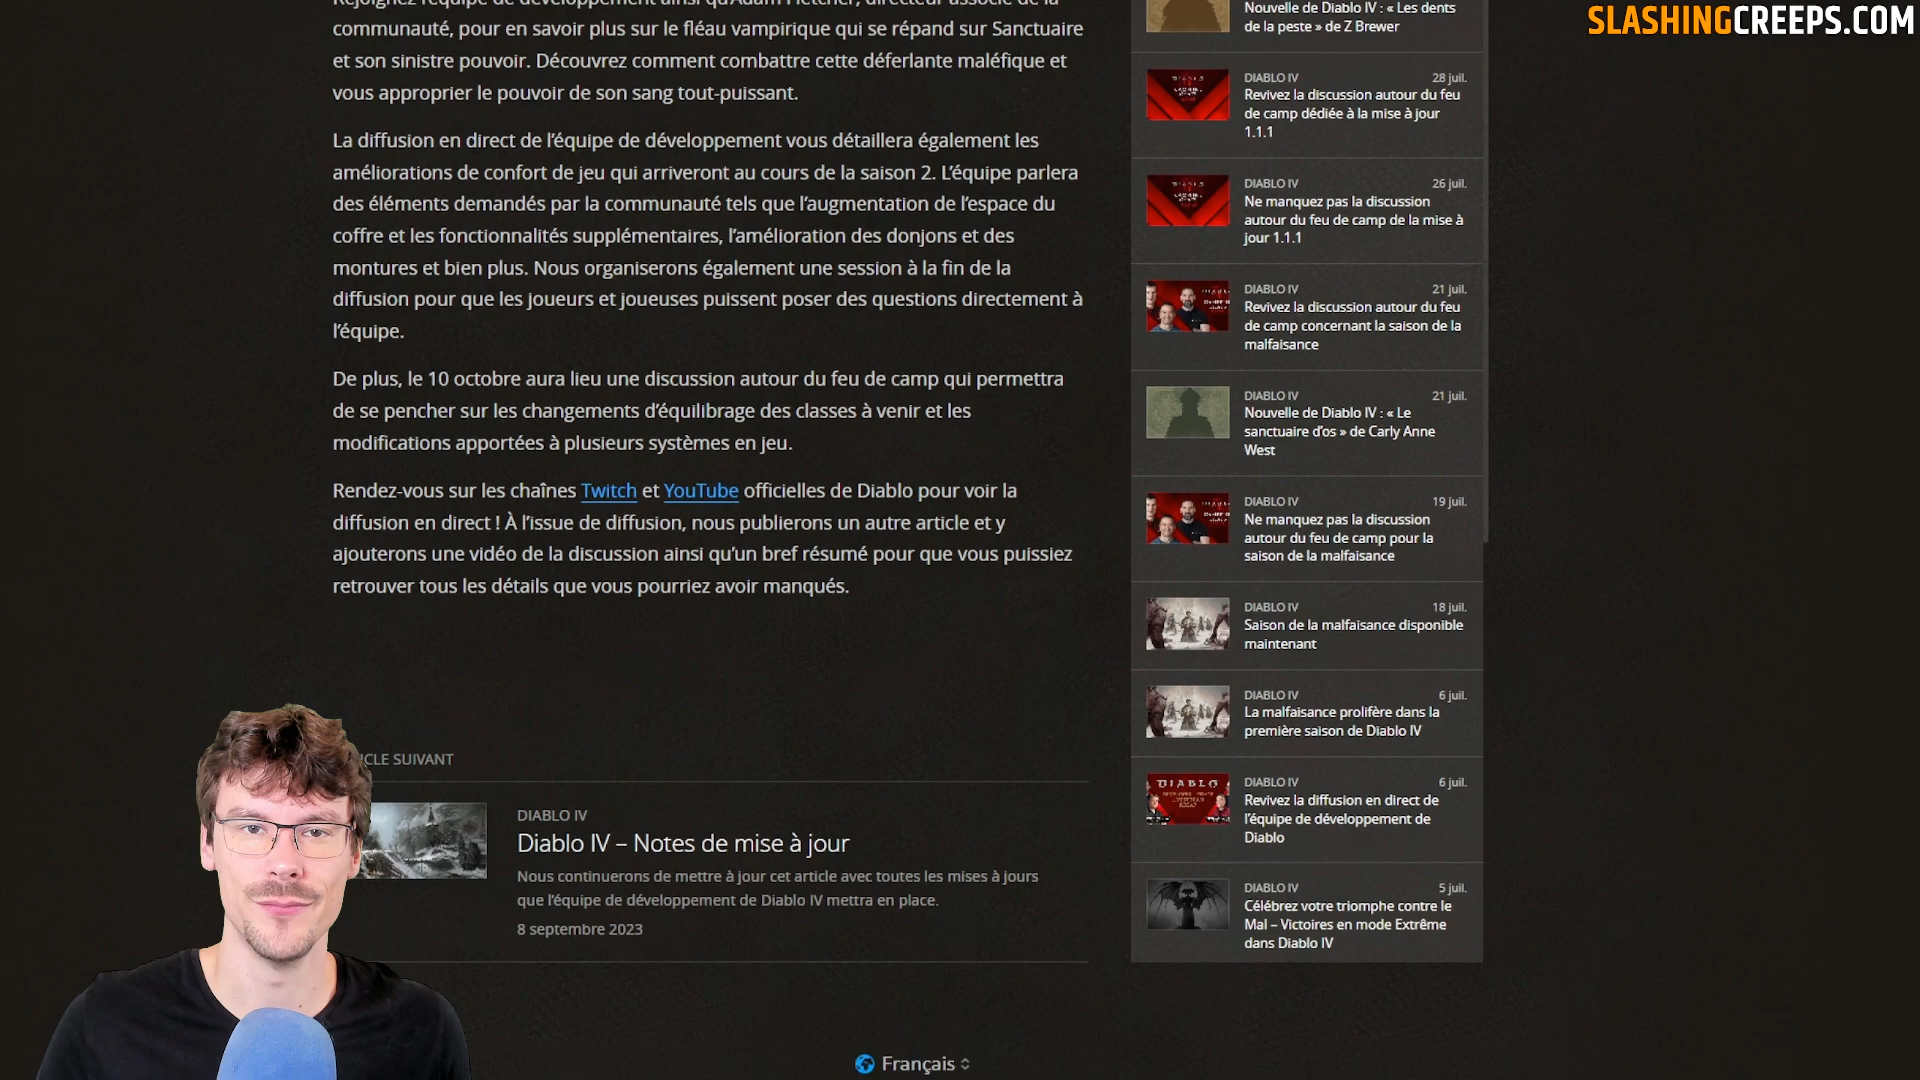 SLASHINGCREEPS.COM
communauté, pour en savoir plus sur le fléau vampirique qui se répand sur Sanctuaire
et son sinistre pouvoir. Découvrez comment combattre cette déferlante maléfique et
vous approprier le pouvoir de son sang tout-puissant.
La diffusion en direct de l’équipe de développement vous détaillera également les
améliorations de confort de jeu qui arriveront au cours de la saison 2. L’équipe parlera
des éléments demandés par la communauté tels que l’augmentation de l’espace du
coffre et les fonctionnalités supplémentaires, l’amélioration des donjons et des
montures et bien plus. Nous organiserons également une session à la fin de la
diffusion pour que les joueurs et joueuses puissent poser des questions directement à
l’équipe.
De plus, le 10 octobre aura lieu une discussion autour du feu de camp qui permettra
de se pencher sur les changements d’équilibrage des classes à venir et les
modifications apportées à plusieurs systèmes en jeu.
Rendez-vous sur les chaînes Twitch et YouTube officielles de Diablo pour voir la
diffusion en direct ! À l’issue de diffusion, nous publierons un autre article et y
ajouterons une vidéo de la discussion ainsi qu’un bref résumé pour que vous puissiez
retrouver tous les détails que vous pourriez avoir manqués.
CLE SUIVANT
DIABLO IV
Diablo IV – Notes de mise à jour
Nous continuerons de mettre à jour cet article avec toutes les mises à jours
que l’équipe de développement de Diablo IV mettra en place.
8 septembre 2023
Nouvelle de Diablo IV : « Les dents
de la peste » de Z Brewer
DIABLO IV 28 juil.
Revivez la discussion autour du feu
de camp dédiée à la mise à jour
1.1.1
DIABLO IV 26 juil.
Ne manquez pas la discussion
autour du feu de camp de la mise à
jour 1.1.1
DIABLO IV 21 juil.
Revivez la discussion autour du feu
de camp concernant la saison de la
malfaisance
DIABLO IV 21 juil.
Nouvelle de Diablo IV : « Le
sanctuaire d’os » de Carly Anne
West
DIABLO IV 19 juil.
Ne manquez pas la discussion
autour du feu de camp pour la
saison de la malfaisance
DIABLO IV 18 juil.
Saison de la malfaisance disponible
maintenant
DIABLO IV 6 juil.
La malfaisance prolifère dans la
première saison de Diablo IV
DIABLO
DIABLO IV 6 juil.
Revivez la diffusion en direct de
l’équipe de développement de
Diablo
DIABLO IV 5 juil.
Célébrez votre triomphe contre le
Mal – Victoires en mode Extrême
dans Diablo IV
Français